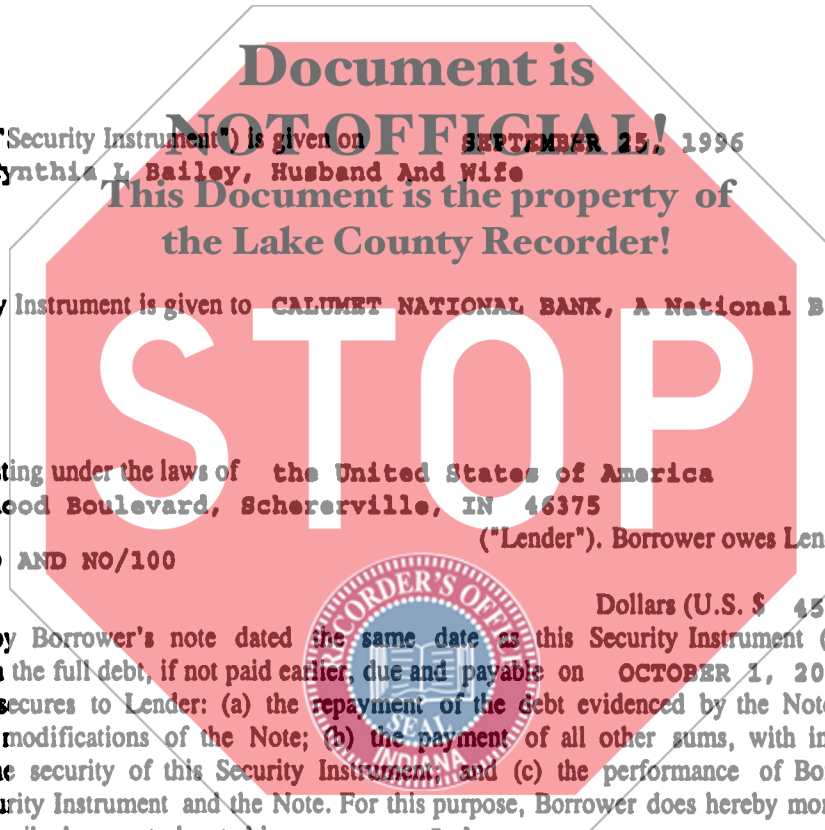 Document is
NOT OFFICIAL!
This Document is the property of
the Lake County Recorder!
STOP
Security Instrument") is given on SEPTEMBER 25, 1996
ynthia L Bailey, Husband And Wife
y Instrument is given to CALUMET NATIONAL BANK, A National B
ting under the laws of the United States of America
ood Boulevard, Schererville, IN 46375
("Lender"). Borrower owes Len
AND NO/100
Dollars (U.S. $ 45
by Borrower's note dated the same date as this Security Instrument (
the full debt, if not paid earlier, due and payable on OCTOBER 1, 20
secures to Lender: (a) the repayment of the debt evidenced by the Note
modifications of the Note; (b) the payment of all other sums, with in
e security of this Security Instrument; and (c) the performance of Bo
urity Instrument and the Note. For this purpose, Borrower does hereby mor
RECORDER'S OFFI
SEAL
INDIANA